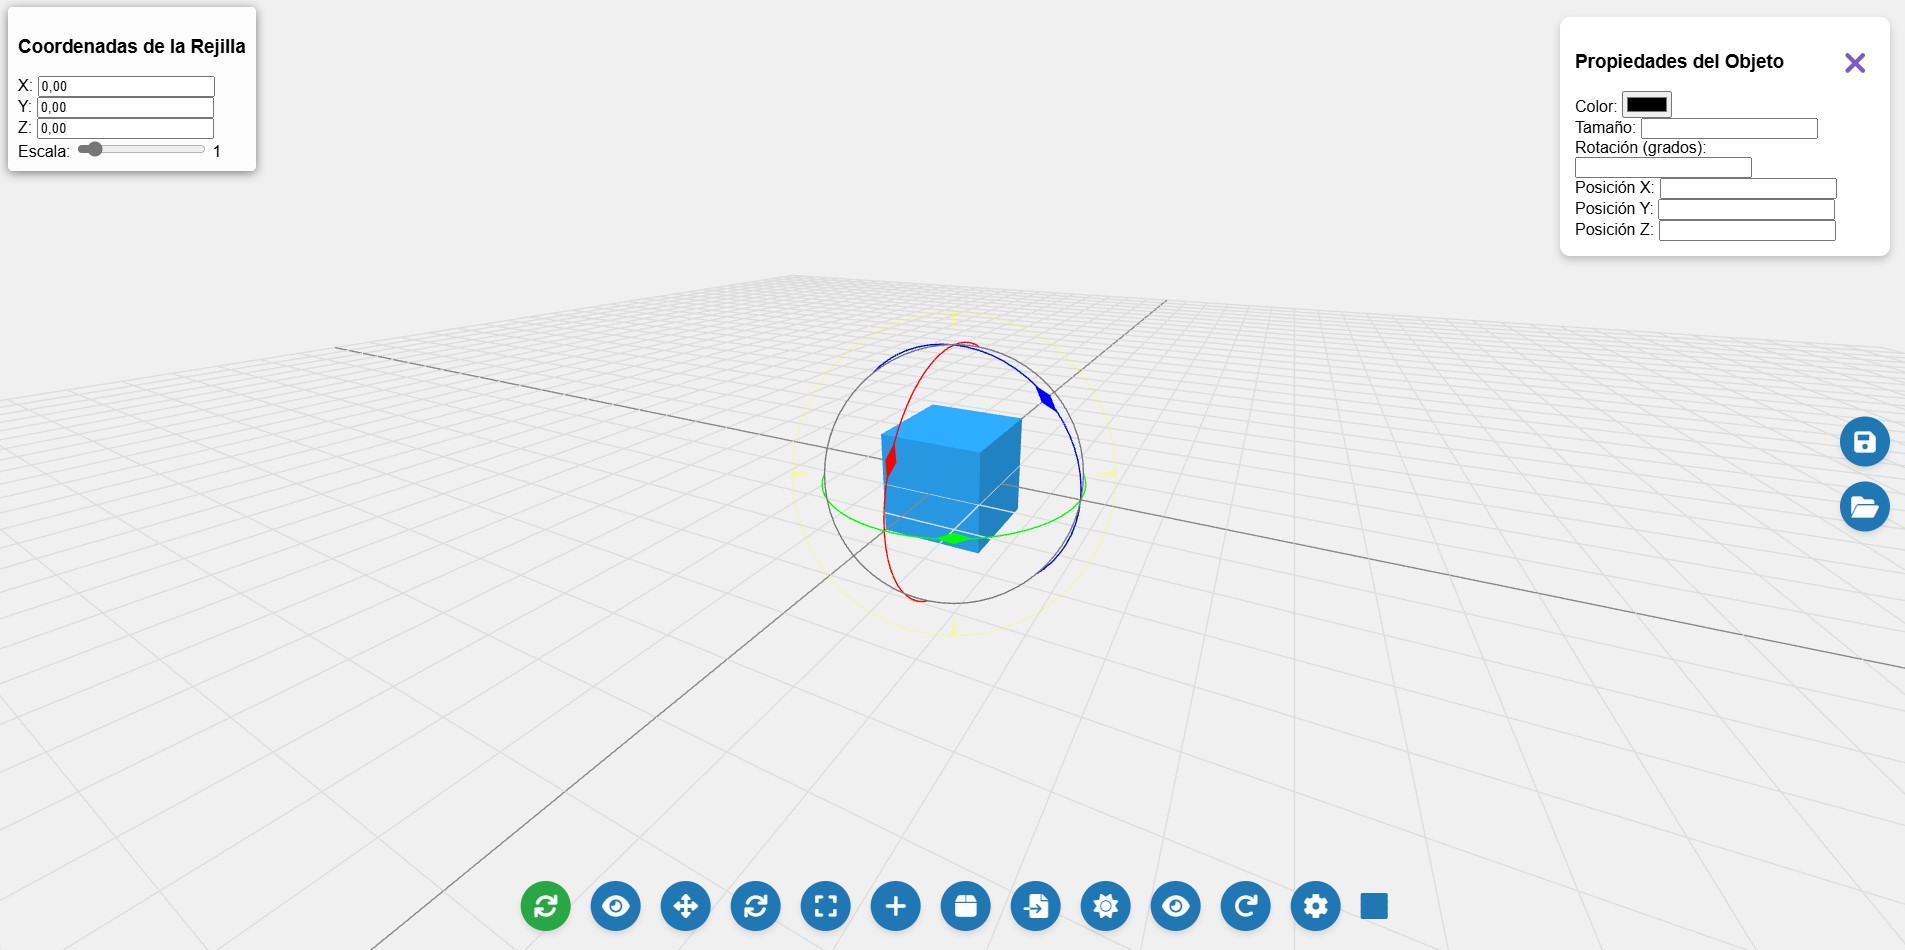 Coordenadas de la Rejilla
X: 0,00
Y: 0,00
Z: 0,00
Escala: 1
Propiedades del Objeto
Color:
Tamaño:
Rotación (grados):
Posición X:
Posición Y:
Posición Z: